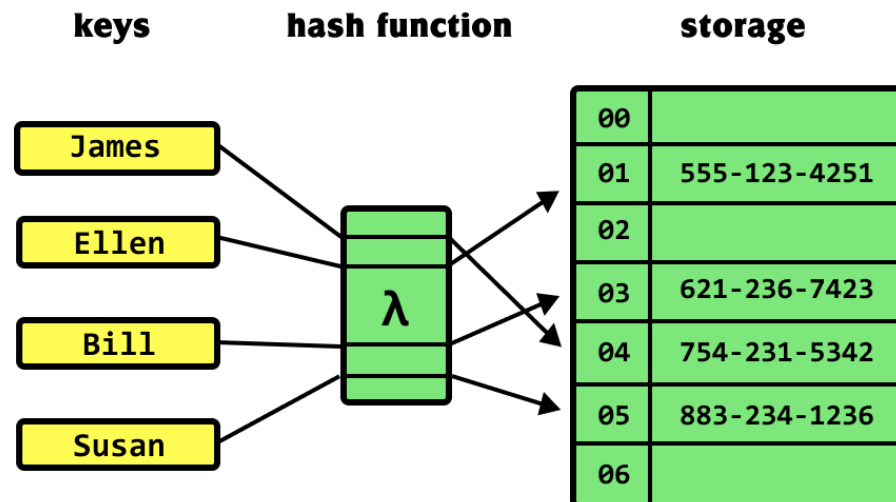 keys
hash function
storage
James
Ellen
Bill
Susan
λ
00
01 555-123-4251
02
03 621-236-7423
04 754-231-5342
05 883-234-1236
06